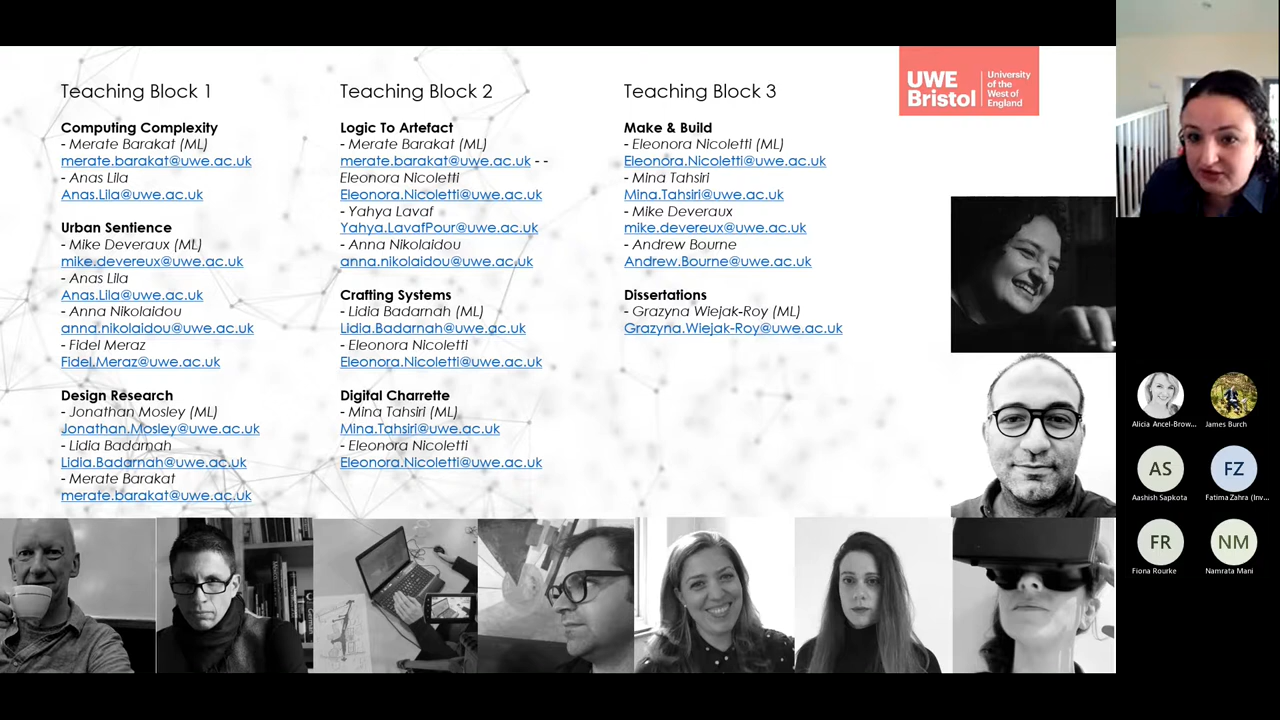 Teaching Block 1
Computing Complexity
- Merate Barakat (ML)
merate.barakat@uwe.ac.uk
- Anas Lila
Anas.Lila@uwe.ac.uk
Urban Sentience
- Mike Deveraux (ML)
mike.devereux@uwe.ac.uk
- Anas Lila
Anas.Lila@uwe.ac.uk
- Anna Nikolaidou
anna.nikolaidou@uwe.ac.uk
- Fidel Meraz
Fidel.Meraz@uwe.ac.uk
Design Research
- Jonathan Mosley (ML)
Jonathan.Mosley@uwe.ac.uk
- Lidia Badarnah
Lidia.Badarnah@uwe.ac.uk
- Merate Barakat
merate.barakat@uwe.ac.uk
Teaching Block 2
Logic To Artefact
- Merate Barakat (ML)
merate.barakat@uwe.ac.uk - -
Eleonora Nicoletti
Eleonora.Nicoletti@uwe.ac.uk
- Yahya Lavaf
Yahya.LavafPour@uwe.ac.uk
- Anna Nikolaidou
anna.nikolaidou@uwe.ac.uk
Crafting Systems
- Lidia Badarnah (ML)
Lidia.Badarnah@uwe.ac.uk
- Eleonora Nicoletti
Eleonora.Nicoletti@uwe.ac.uk
Digital Charrette
- Mina Tahsiri (ML)
Mina.Tahsiri@uwe.ac.uk
- Eleonora Nicoletti
Eleonora.Nicoletti@uwe.ac.uk
Teaching Block 3
Make & Build
- Eleonora Nicoletti (ML)
Eleonora.Nicoletti@uwe.ac.uk
- Mina Tahsiri
Mina.Tahsiri@uwe.ac.uk
- Mike Deveraux
mike.devereux@uwe.ac.uk
- Andrew Bourne
Andrew.Bourne@uwe.ac.uk
Dissertations
- Grazyna Wiejak-Roy (ML)
Grazyna.Wiejak-Roy@uwe.ac.uk
UWE
Bristol
University
of the
West of
England
Alicia Ancel-Brow...
James Burch
AS
FZ
Aashish Sapkota
Fatima Zahra (Inv...
FR
NM
Fiona Rourke
Namrata Mani